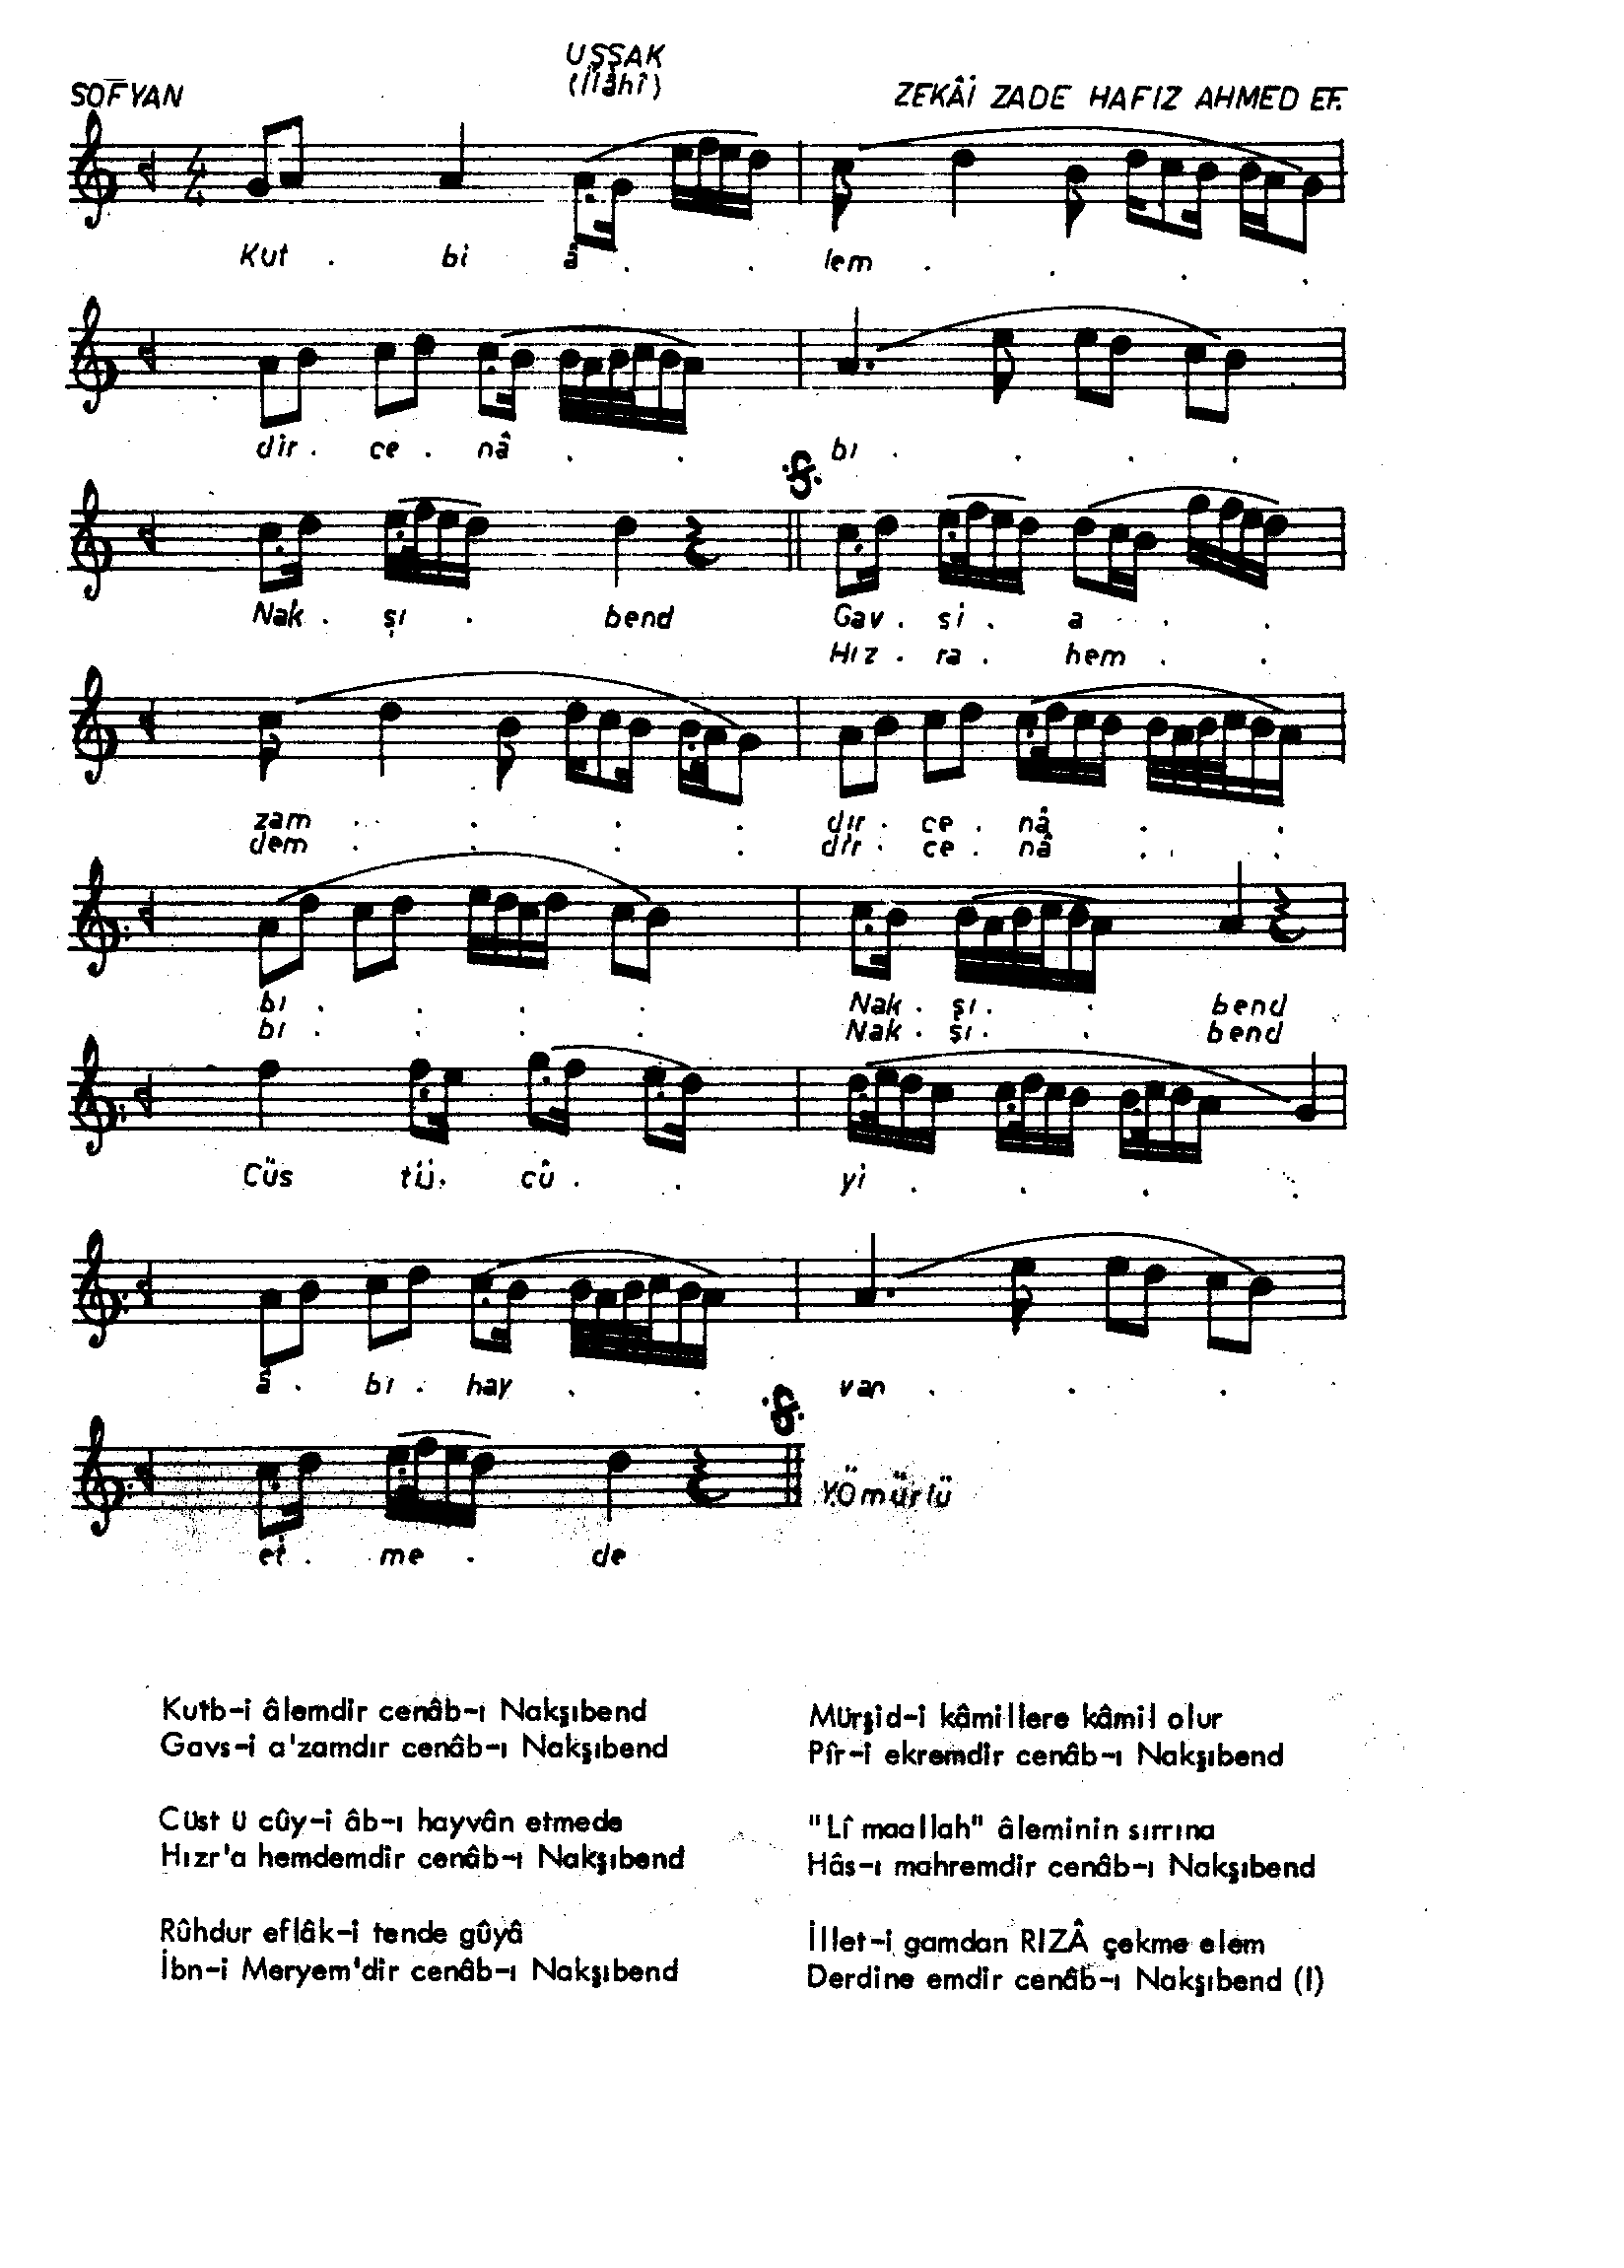 UŞŞAK
(İlâhî)
SOFYAN
ZEKÂİ ZADE HAFIZ AHMED EF.
4
4
Kut . bi â . . lem . . . .
dir . ce . nâ . . bı . . . .
Nak . şı . bend Gav . si . a . .
Hız . ra . hem . .
zam . . . . dır . ce . nâ . .
dem . . . . dir . ce . nâ . .
bı . . . . Nak . şı . . bend
bı . . . . Nak . şı . . bend
Cüs tü . cû . . yi . . . .
â . bı . hay . . van . . .
et . me . de
Y.Ömürlü
Kutb-i âlemdir cenâb-ı Nakşıbend
Gavs-i a'zamdır cenâb-ı Nakşıbend
Cüst ü cûy-i âb-ı hayvân etmede
Hızr'a hemdemdir cenâb-ı Nakşıbend
Rûhdur eflâk-i tende gûyâ
İbn-i Meryem'dir cenâb-ı Nakşıbend
Mürşid-i kâmillere kâmil olur
Pîr-i ekremdir cenâb-ı Nakşıbend
"Lî maallah" âleminin sırrına
Hâs-ı mahremdir cenâb-ı Nakşıbend
İllet-i gamdan RIZÂ çekme elem
Derdine emdir cenâb-ı Nakşıbend (I)